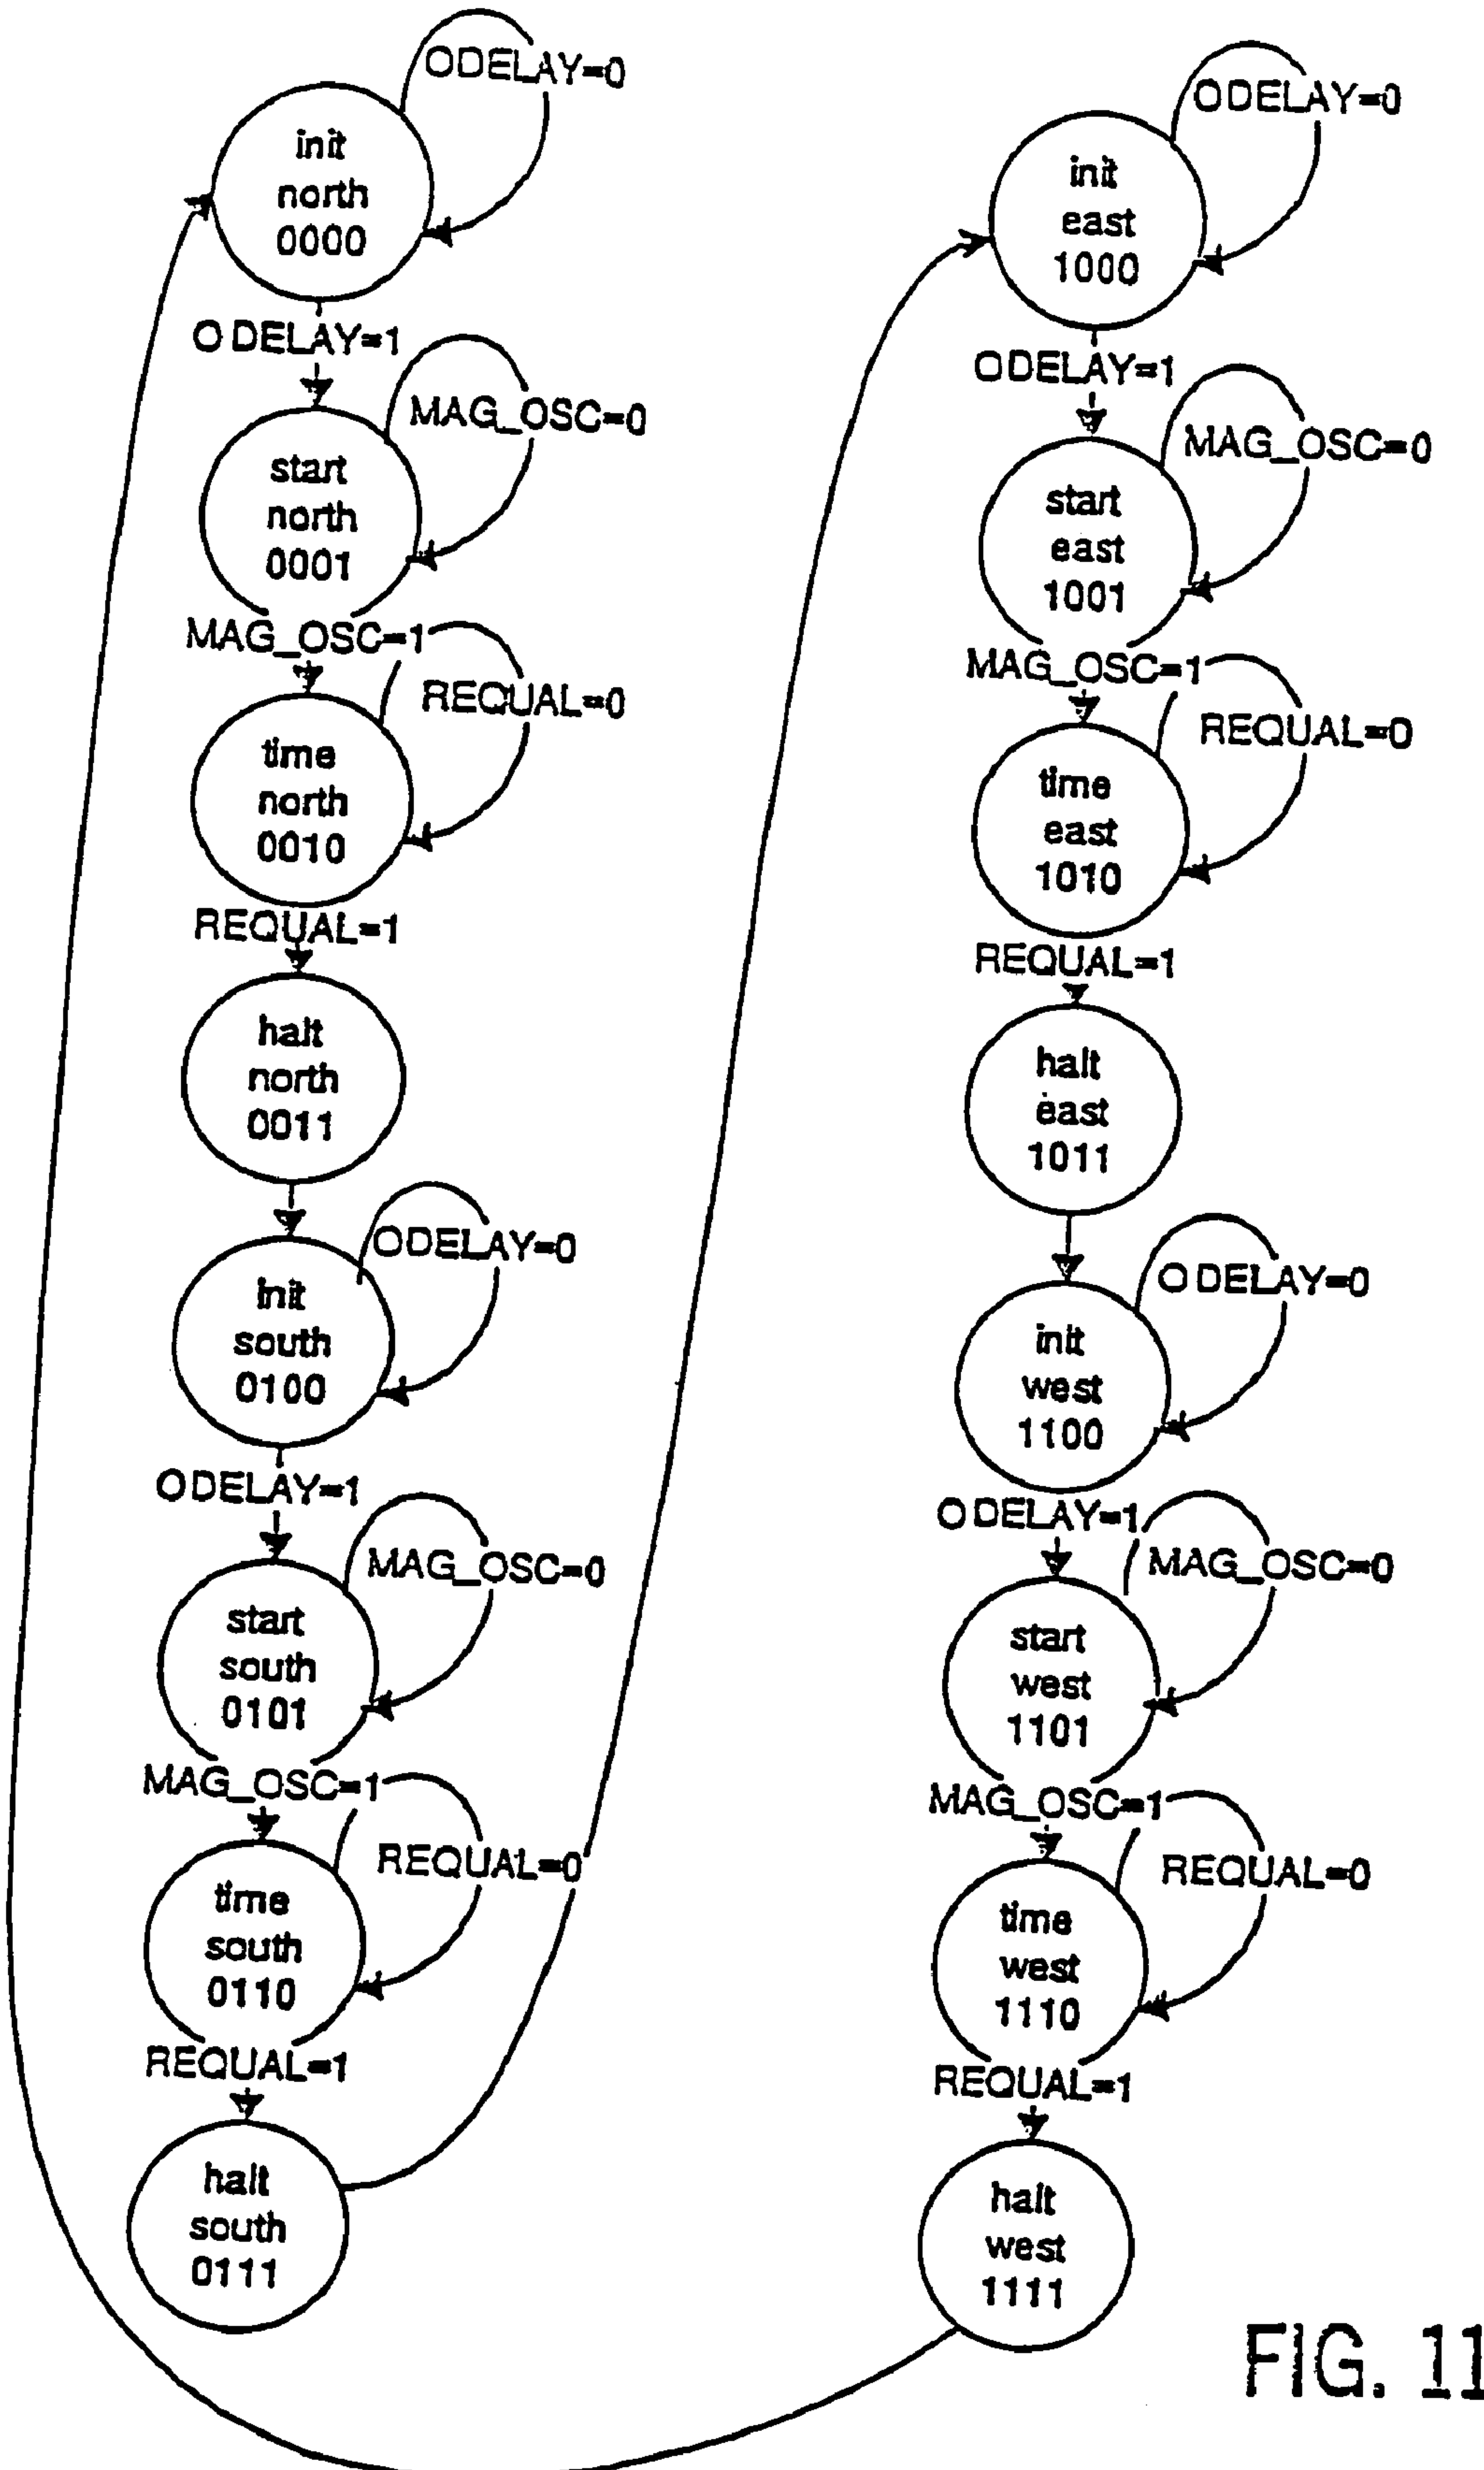 ODELAY=0
init
north
0000
ODELAY=1
MAG_OSC=0
start
north
0001
MAG_OSC=1
REQUAL=0
time
north
0010
REQUAL=1
halt
north
0011
ODELAY=0
init
south
0100
ODELAY=1
MAG_OSC=0
start
south
0101
MAG_OSC=1
REQUAL=0
time
south
0110
REQUAL=1
halt
south
0111
ODELAY=0
init
east
1000
ODELAY=1
MAG_OSC=0
start
east
1001
MAG_OSC=1
REQUAL=0
time
east
1010
REQUAL=1
halt
east
1011
ODELAY=0
init
west
1100
ODELAY=1
MAG_OSC=0
start
west
1101
MAG_OSC=1
REQUAL=0
time
west
1110
REQUAL=1
halt
west
1111
FIG. 11